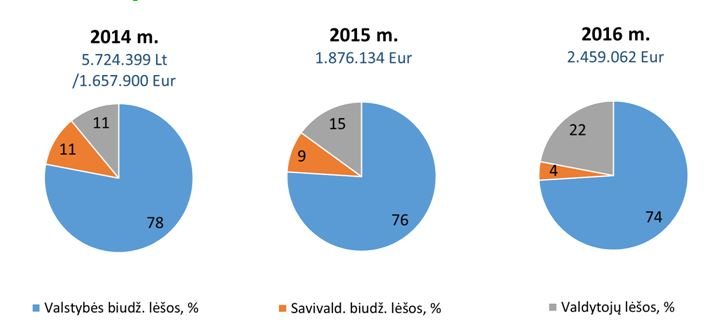 2014 m.
5.724.399 Lt
/1.657.900 Eur
11
11
78
2015 m.
1.876.134 Eur
15
9
76
2016 m.
2.459.062 Eur
22
4
74
Valstybės biudž. lėšos, %
Savivald. biudž. lėšos, %
Valdytojų lėšos, %